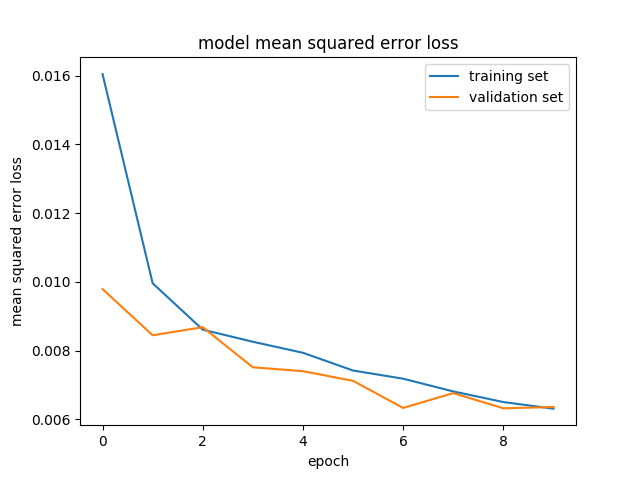 model mean squared error loss
training set
validation set
0.016
0.014
0.012
0.010
0.008
0.006
mean squared error loss
0 2 4 6 8
epoch